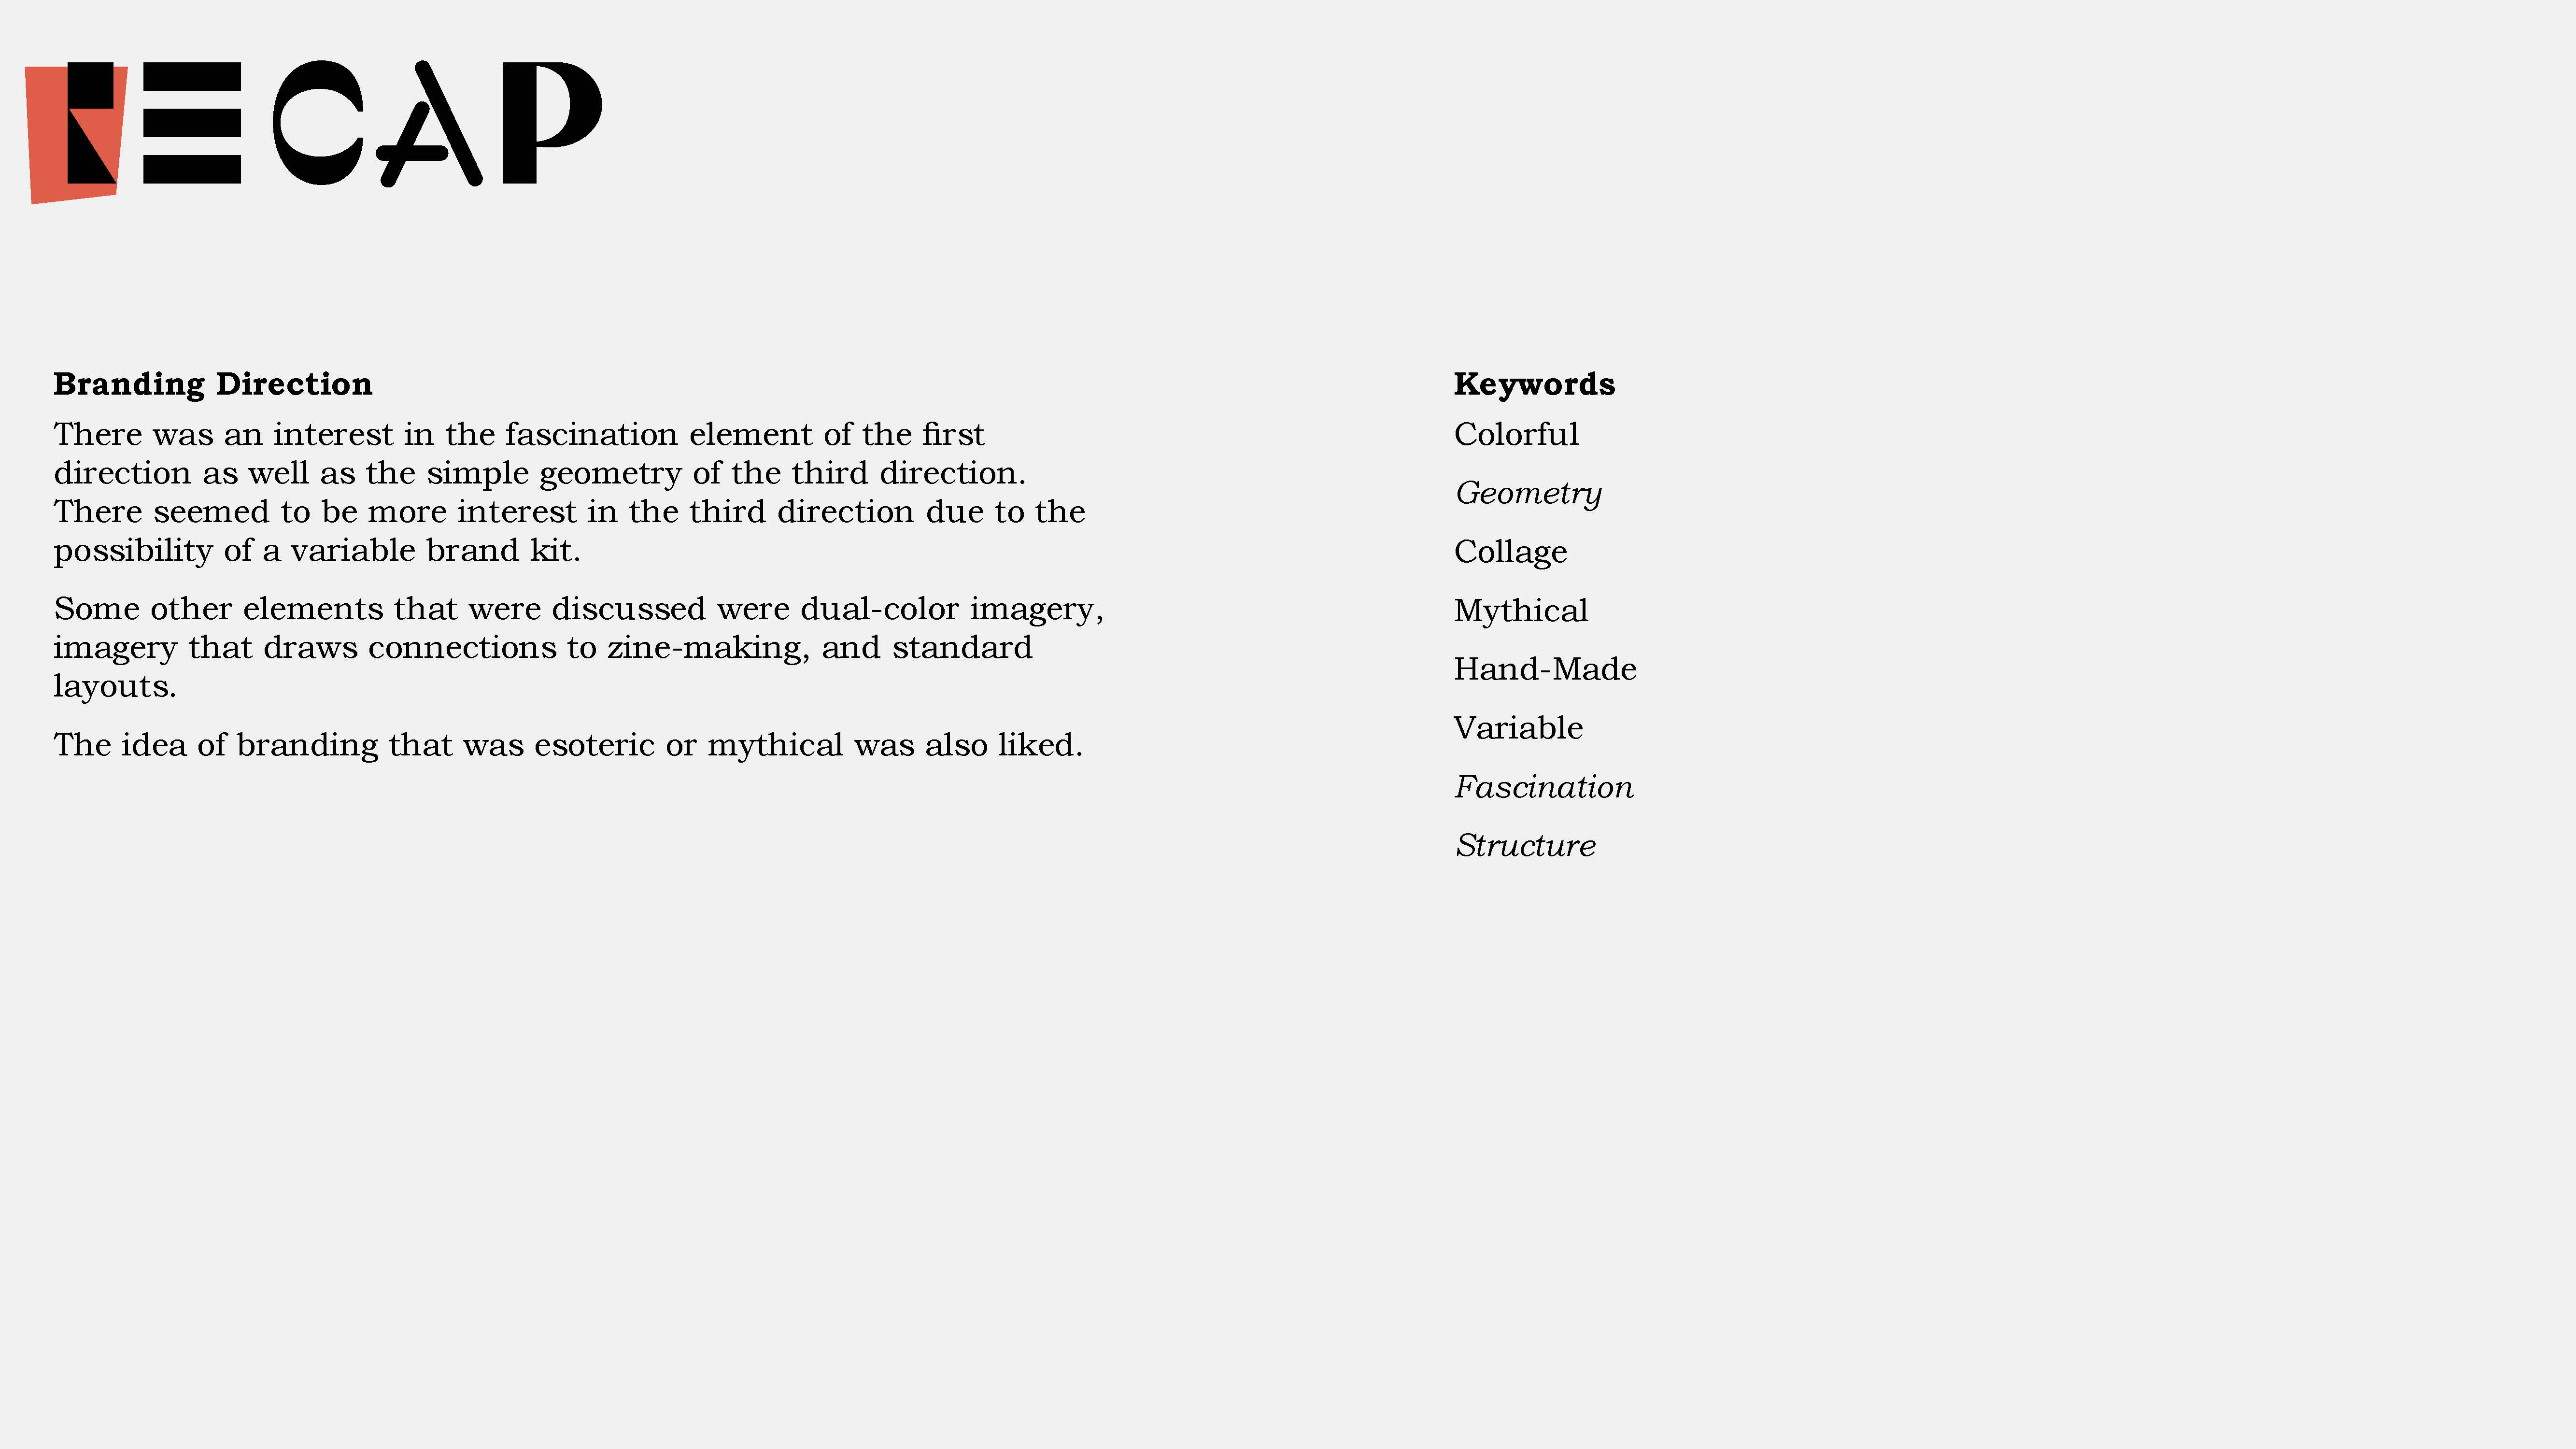 RECAP
Branding Direction
There was an interest in the fascination element of the first
direction as well as the simple geometry of the third direction.
There seemed to be more interest in the third direction due to the
possibility of a variable brand kit.
Some other elements that were discussed were dual-color imagery,
imagery that draws connections to zine-making, and standard
layouts.
The idea of branding that was esoteric or mythical was also liked.
Keywords
Colorful
Geometry
Collage
Mythical
Hand-Made
Variable
Fascination
Structure